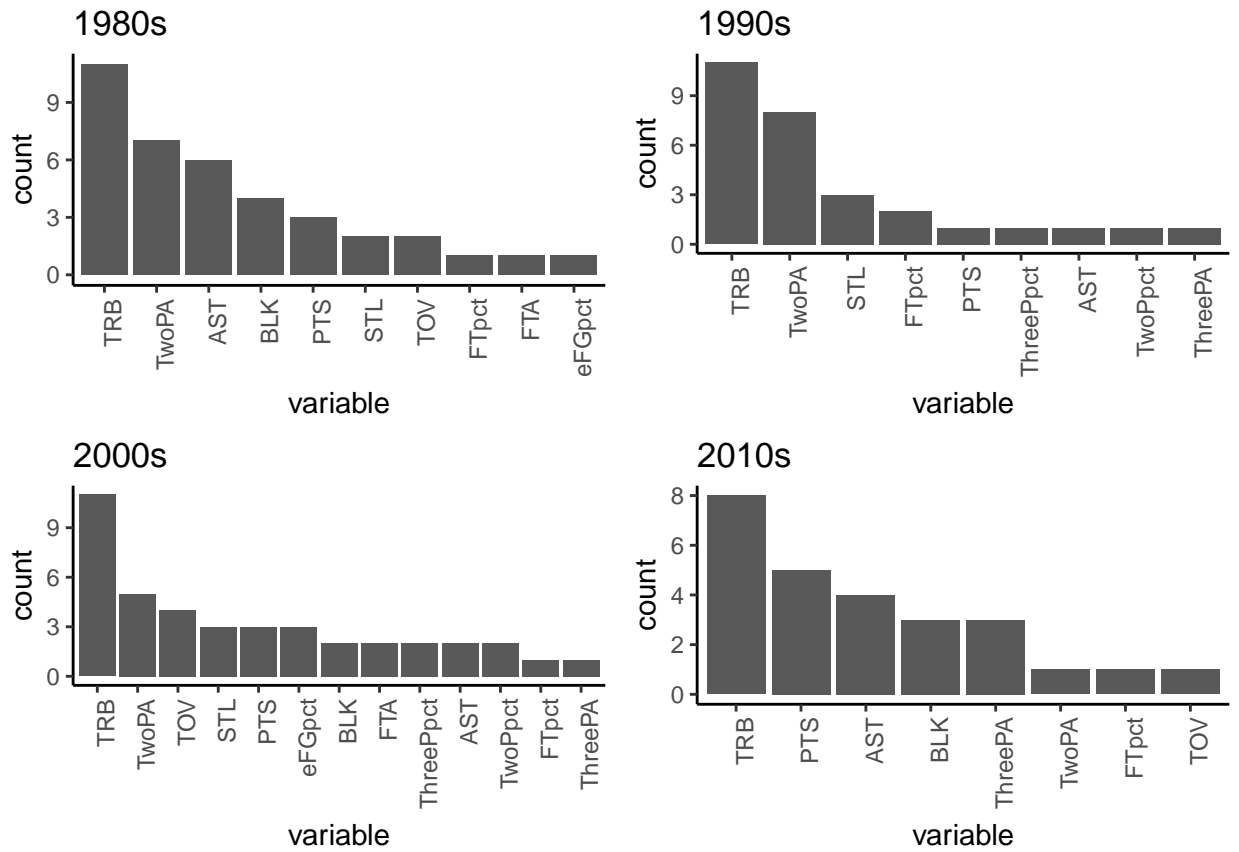 1980s
count
9
6
3
0
TRB
TwoPA
AST
BLK
PTS
STL
TOV
FTpct
FTA
eFGpct
variable
1990s
count
9
6
3
0
TRB
TwoPA
STL
FTpct
PTS
ThreePpct
AST
TwoPpct
ThreePA
variable
2000s
count
9
6
3
0
TRB
TwoPA
TOV
STL
PTS
eFGpct
BLK
FTA
ThreePpct
AST
TwoPpct
FTpct
ThreePA
variable
2010s
count
8
6
4
2
0
TRB
PTS
AST
BLK
ThreePA
TwoPA
FTpct
TOV
variable